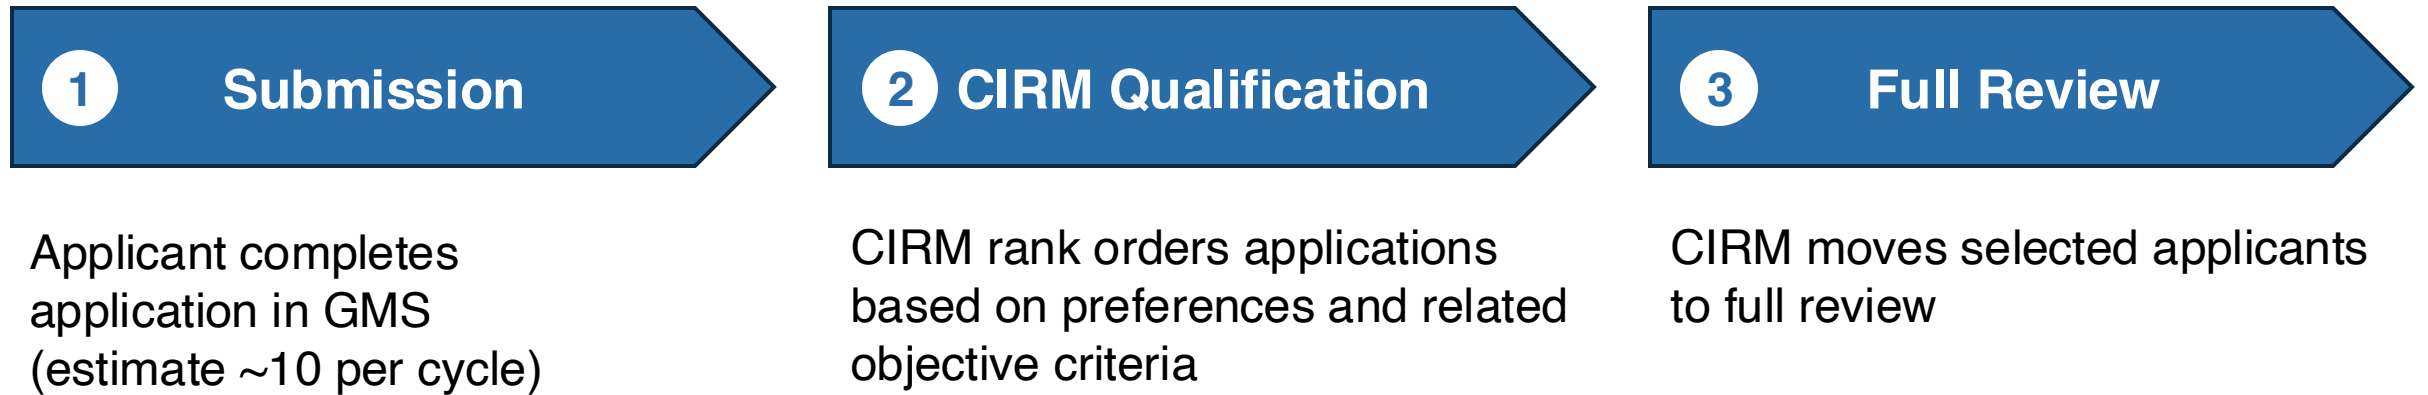 1 Submission
Applicant completes
application in GMS
(estimate ~10 per cycle)
2 CIRM Qualification
CIRM rank orders applications
based on preferences and related
objective criteria
3 Full Review
CIRM moves selected applicants
to full review